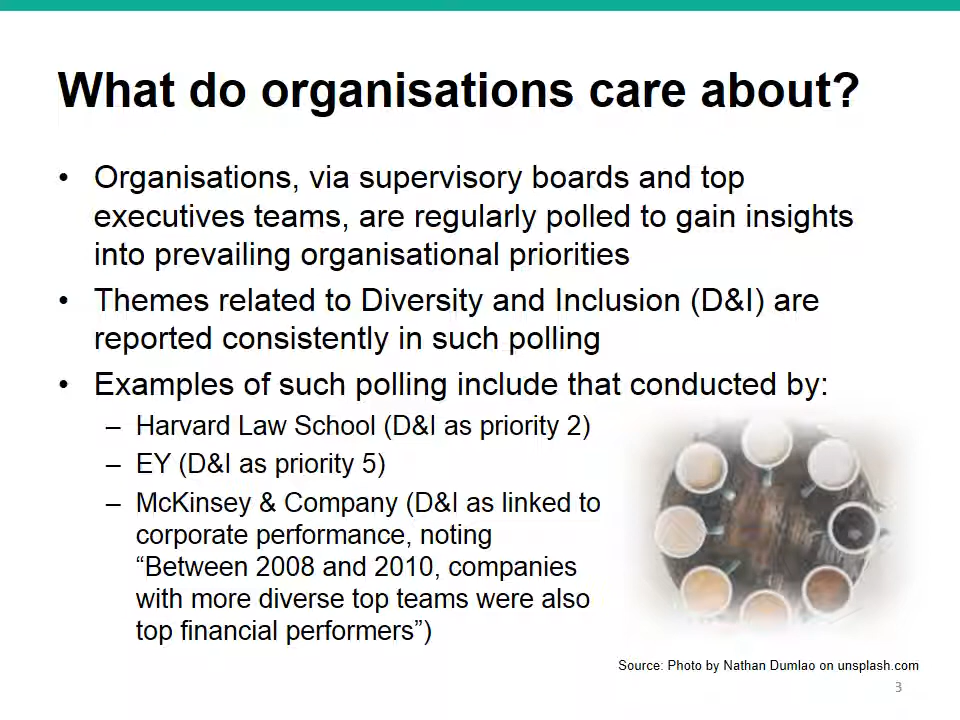 What do organisations care about?
• Organisations, via supervisory boards and top
executives teams, are regularly polled to gain insights
into prevailing organisational priorities
• Themes related to Diversity and Inclusion (D&I) are
reported consistently in such polling
• Examples of such polling include that conducted by:
– Harvard Law School (D&I as priority 2)
– EY (D&I as priority 5)
– McKinsey & Company (D&I as linked to
corporate performance, noting
“Between 2008 and 2010, companies
with more diverse top teams were also
top financial performers”)
Source: Photo by Nathan Dumlao on unsplash.com
3